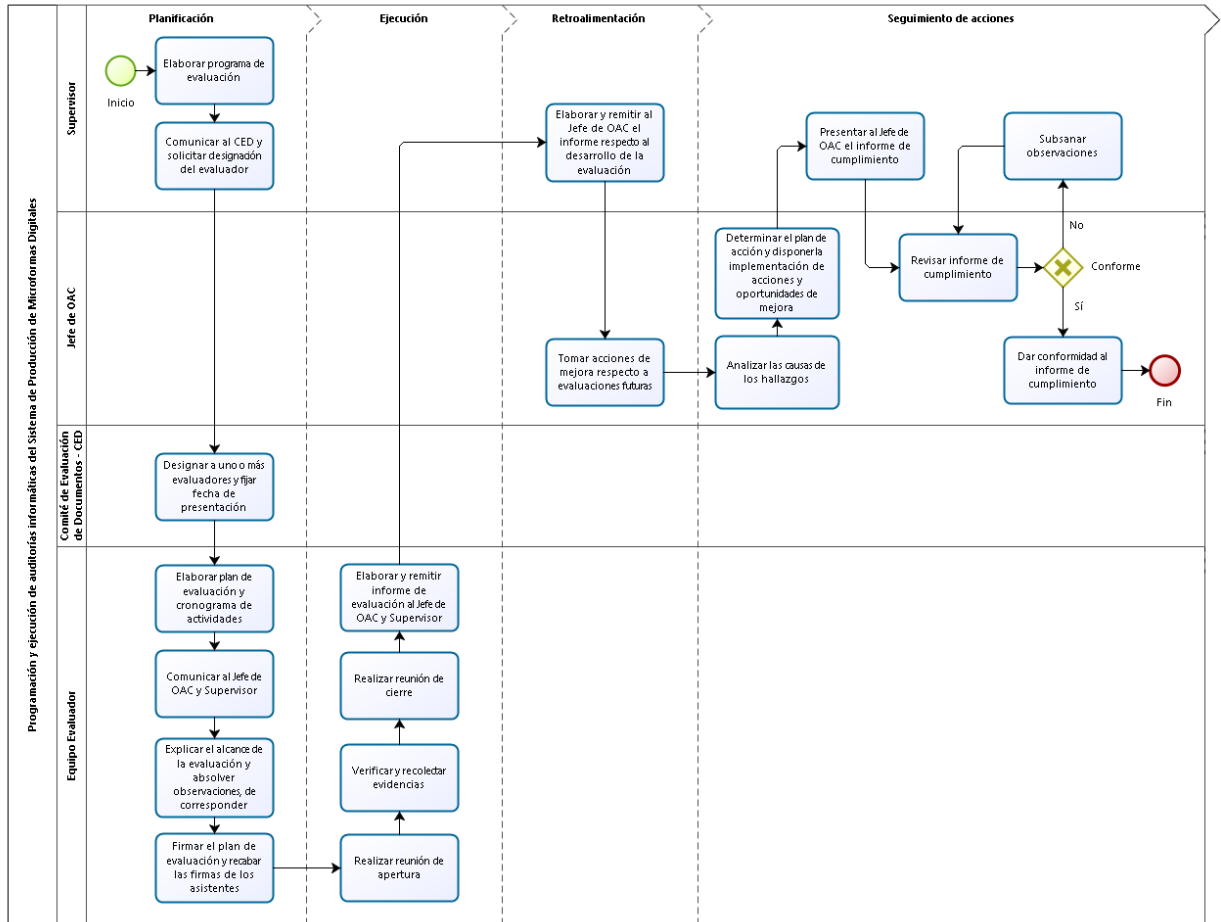 Programación y ejecución de auditorías informáticas del Sistema de Producción de Microformas Digitales
Planificación
Ejecución
Retroalimentación
Seguimiento de acciones
Supervisor
Inicio
Elaborar programa de
evaluación
Comunicar al CED y
solicitar designación
del evaluador
Elaborar y remitir al
Jefe de OAC el
informe respecto al
desarrollo de la
evaluación
Presentar al Jefe de
OAC el informe de
cumplimiento
Subsanar
observaciones
Jefe de OAC
Tomar acciones de
mejora respecto a
evaluaciones futuras
Determinar el plan de
acción y disponer la
implementación de
acciones y
oportunidades de
mejora
Analizar las causas de
los hallazgos
Revisar informe de
cumplimiento
No
Conforme
Sí
Dar conformidad al
informe de
cumplimiento
Fin
Comité de Evaluación
de Documentos - CED
Designar a uno o más
evaluadores y fijar
fecha de
presentación
Equipo Evaluador
Elaborar plan de
evaluación y
cronograma de
actividades
Comunicar al Jefe de
OAC y Supervisor
Explicar el alcance de
la evaluación y
absolver
observaciones, de
corresponder
Firmar el plan de
evaluación y recabar
las firmas de los
asistentes
Elaborar y remitir
informe de
evaluación al Jefe de
OAC y Supervisor
Realizar reunión de
cierre
Verificar y recolectar
evidencias
Realizar reunión de
apertura